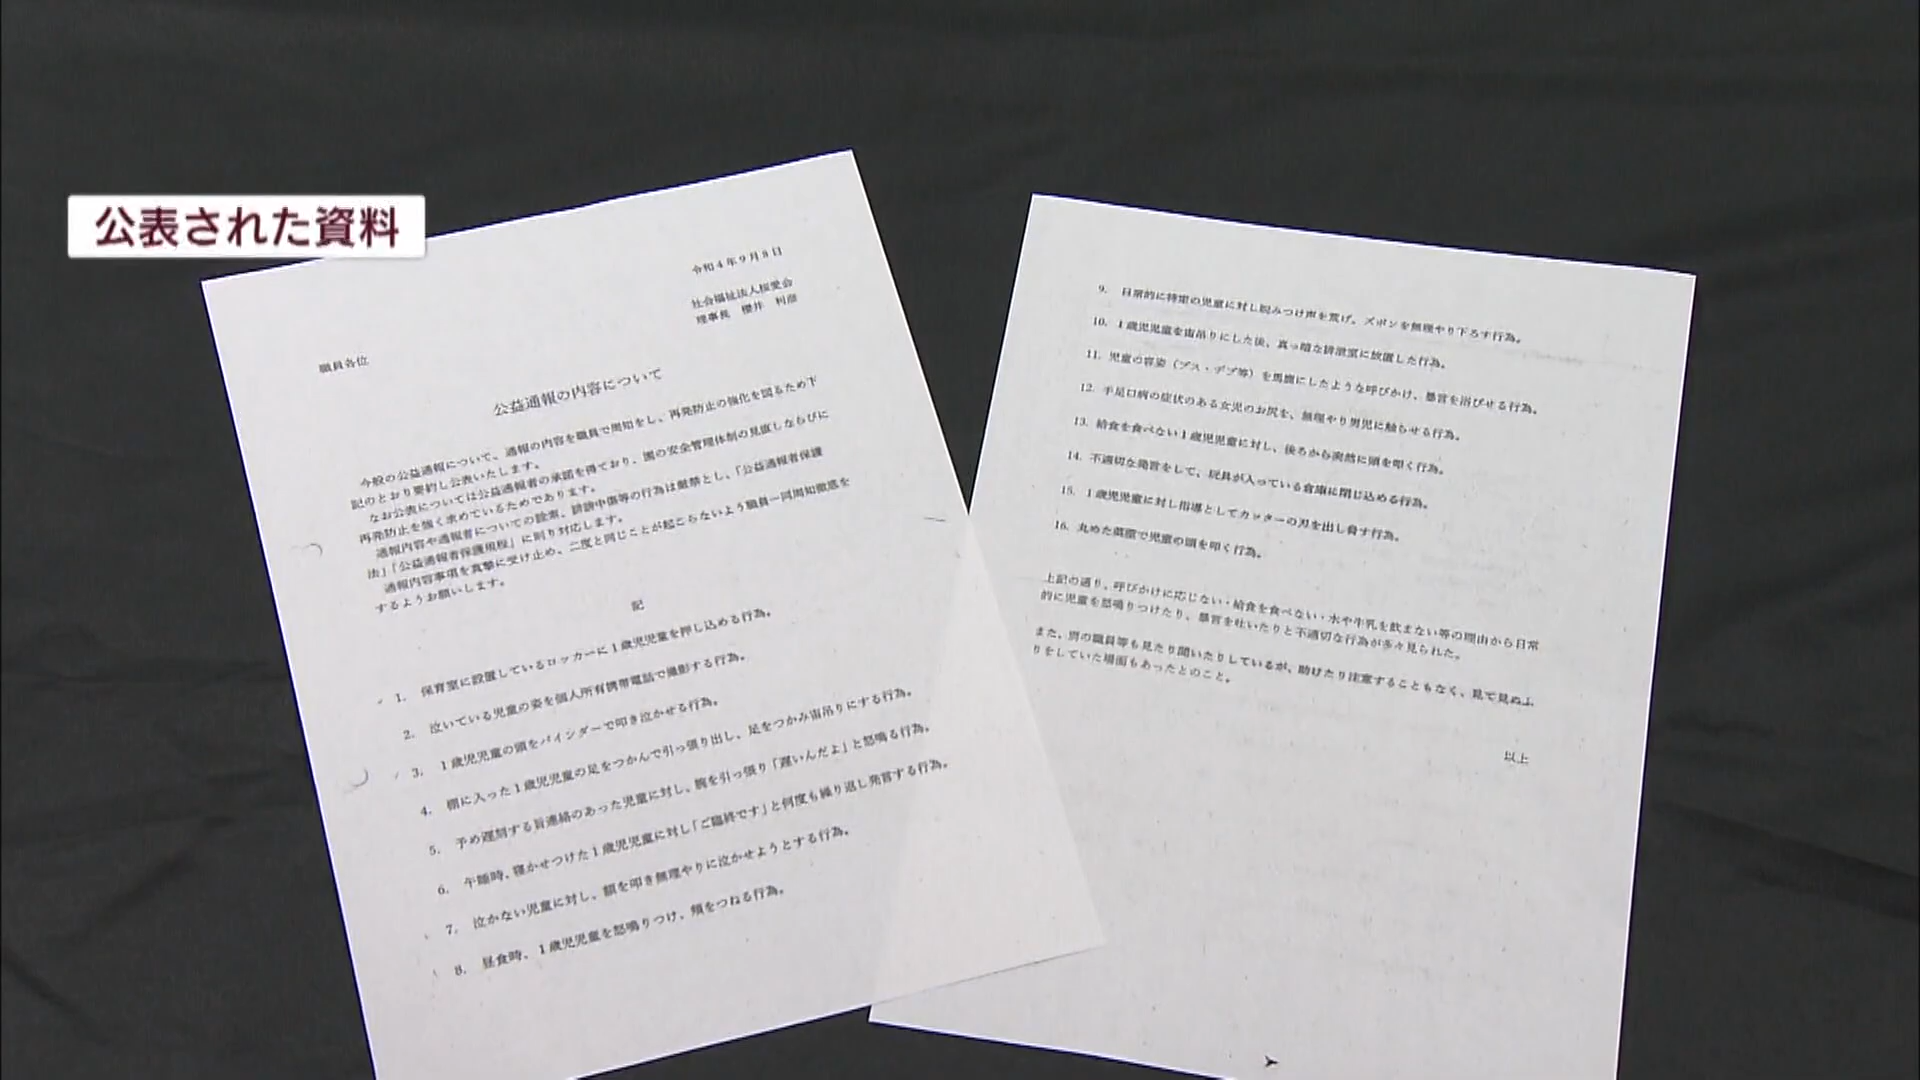 公表された資料
令和4年9月8日
社会福祉法人桜愛会
理事長 櫻井 利彦
職員各位
公益通報の内容について
今般の公益通報について、通報の内容を職員で周知をし、再発防止の強化を図るため下
記のとおり要約し公表いたします。
なお公表については公益通報者の承諾を得ており、園の安全管理体制の見直しならびに
再発防止を強く求めているためであります。
通報内容や通報者についての詮索、誹謗中傷等の行為は厳禁とし、「公益通報者保護
法」「公益通報者保護規程」に則り対応します。
通報内容事項を真摯に受け止め、二度と同じことが起こらないよう職員一同周知徹底を
するようお願いします。
記
1. 保育室に設置しているロッカーに1歳児児童を押し込める行為。
2. 泣いている児童の姿を個人所有携帯電話で撮影する行為。
3. 1歳児児童の頭をバインダーで叩き泣かせる行為。
4. 棚に入った1歳児児童の足をつかんで引っ張り出し、足をつかみ宙吊りにする行為。
5. 予め遅刻する旨連絡のあった児童に対し、腕を引っ張り「遅いんだよ」と怒鳴る行為。
6. 午睡時、寝かせつけた1歳児児童に対し「ご臨終です」と何度も繰り返し発言する行為。
7. 泣かない児童に対し、額を叩き無理やりに泣かせようとする行為。
8. 昼食時、1歳児児童を怒鳴りつけ、頬をつねる行為。
9. 日常的に特定の児童に対し睨みつけ声を荒げ、ズボンを無理やり下ろす行為。
10. 1歳児児童を宙吊りにした後、真っ暗な排泄室に放置した行為。
11. 児童の容姿（ブス・デブ等）を馬鹿にしたような呼びかけ、暴言を浴びせる行為。
12. 手足口病の症状のある女児のお尻を、無理やり男児に触らせる行為。
13. 給食を食べない1歳児児童に対し、後ろから突然に頭を叩く行為。
14. 不適切な発言をして、玩具が入っている倉庫に閉じ込める行為。
15. 1歳児児童に対し指導としてカッターの刃を出し脅す行為。
16. 丸めた茣蓙で児童の頭を叩く行為。
上記の通り、呼びかけに応じない・給食を食べない・水や牛乳を飲まない等の理由から日常
的に児童を怒鳴りつけたり、暴言を吐いたりと不適切な行為が多々見られた。
また、別の職員等も見たり聞いたりしているが、助けたり注意することもなく、見て見ぬふ
りをしていた場面もあったとのこと。
以上